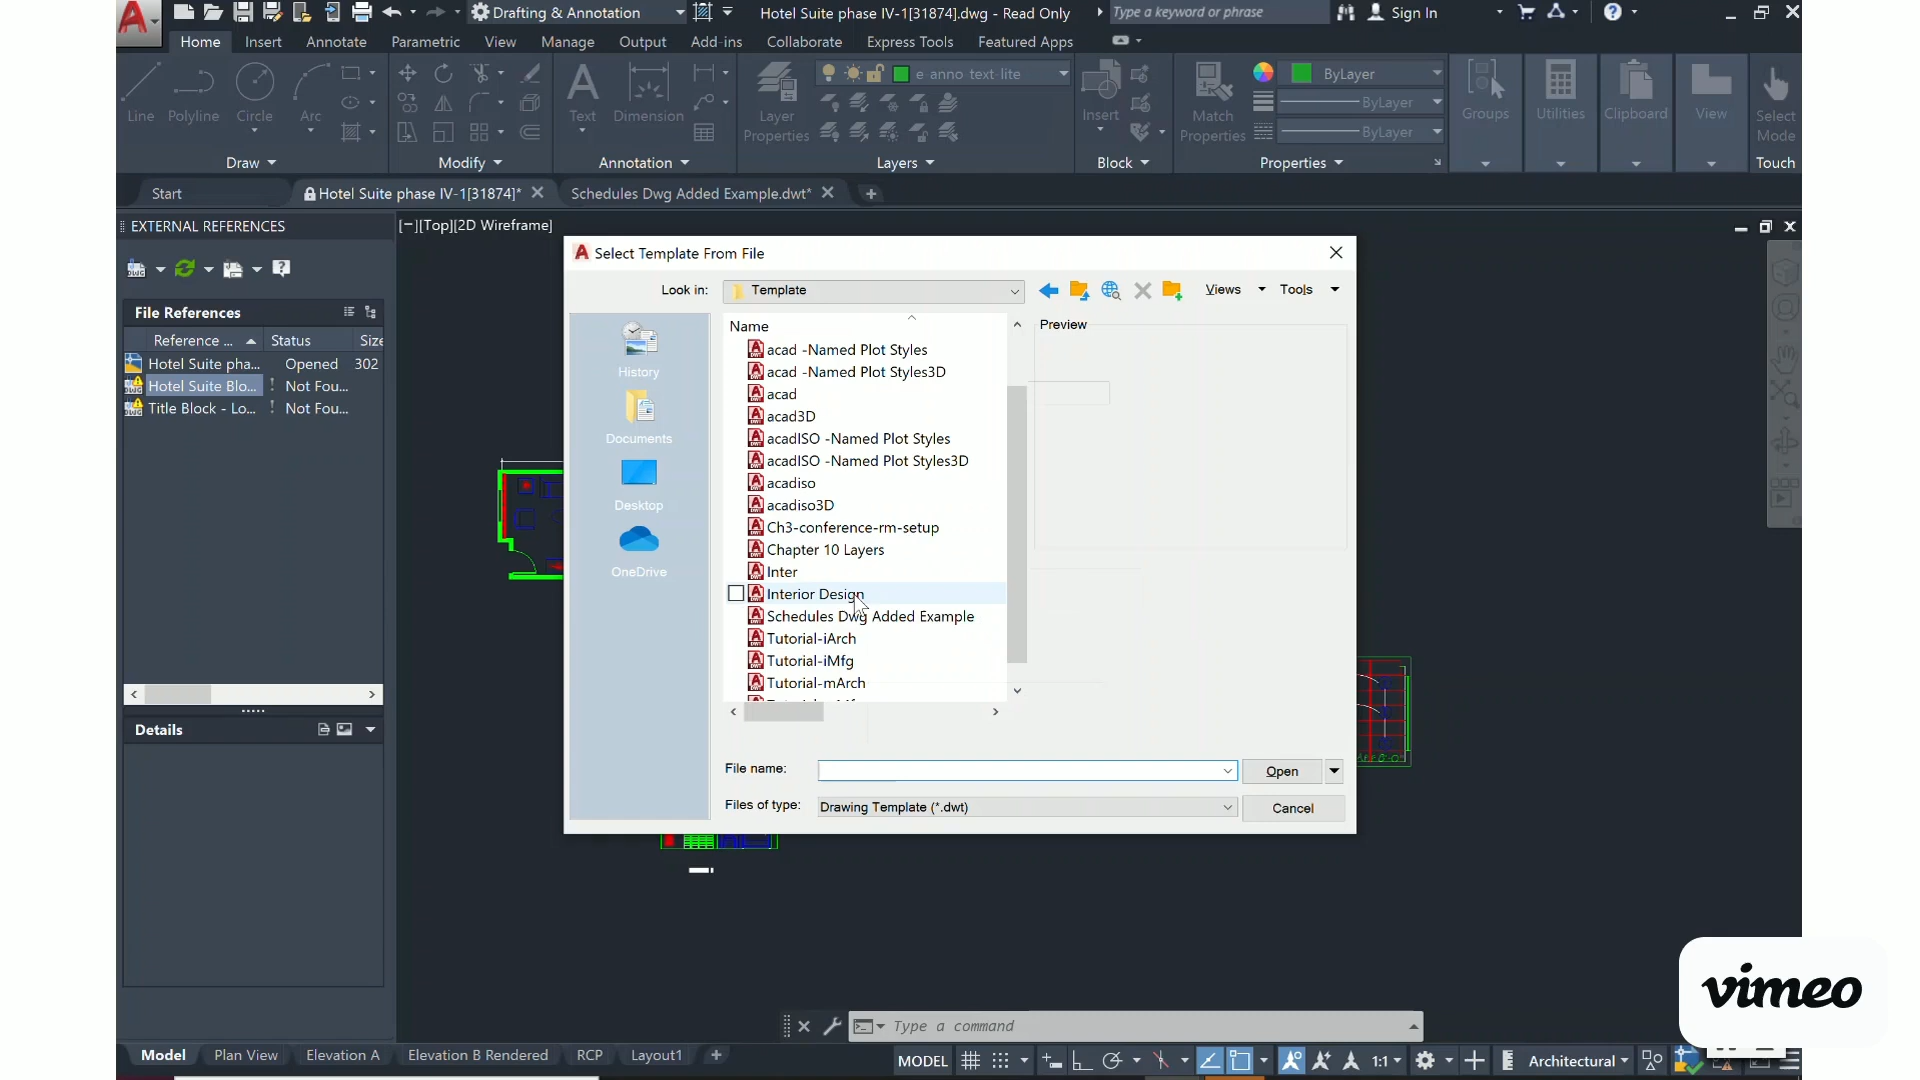 Drafting & Annotation
Hotel Suite phase IV-1[31874].dwg - Read Only
Type a keyword or phrase
Sign In
Home
Insert
Annotate
Parametric
View
Manage
Output
Add-ins
Collaborate
Express Tools
Featured Apps
Line
Polyline
Circle
Arc
Text
Dimension
Layer
Properties
e-anno-text-lite
Insert
Match
Properties
ByLayer
ByLayer
ByLayer
Groups
Utilities
Clipboard
View
Select
Mode
Draw
Modify
Annotation
Layers
Block
Properties
Touch
Start
Hotel Suite phase IV-1[31874]*
Schedules Dwg Added Example.dwt*
EXTERNAL REFERENCES
[−][Top][2D Wireframe]
File References
Reference ...
Status
Size
Hotel Suite pha...
Opened
302
Hotel Suite Blo...
! Not Fou...
Title Block - Lo...
! Not Fou...
Details
Select Template From File
Look in:
Template
Views
Tools
History
Documents
Desktop
OneDrive
Name
acad -Named Plot Styles
acad -Named Plot Styles3D
acad
acad3D
acadISO -Named Plot Styles
acadISO -Named Plot Styles3D
acadiso
acadiso3D
Ch3-conference-rm-setup
Chapter 10 Layers
Inter
Interior Design
Schedules Dwg Added Example
Tutorial-iArch
Tutorial-iMfg
Tutorial-mArch
Preview
File name:
Open
Files of type:
Drawing Template (*.dwt)
Cancel
Type a command
vimeo
Model
Plan View
Elevation A
Elevation B Rendered
RCP
Layout1
MODEL
1:1
Architectural